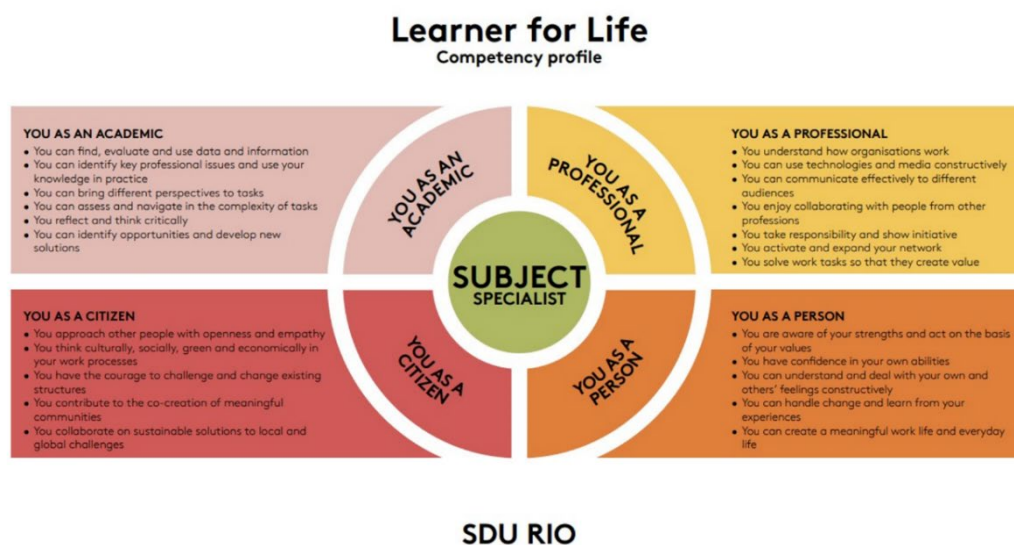 Learner for Life
Competency profile
YOU AS AN ACADEMIC
• You can find, evaluate and use data and information
• You can identify key professional issues and use your
knowledge in practice
• You can bring different perspectives to tasks
• You can assess and navigate in the complexity of tasks
• You reflect and think critically
• You can identify opportunities and develop new
solutions
YOU AS AN
ACADEMIC
YOU AS A
PROFESSIONAL
YOU AS A PROFESSIONAL
• You understand how organisations work
• You can use technologies and media constructively
• You can communicate effectively to different
audiences
• You enjoy collaborating with people from other
professions
• You take responsibility and show initiative
• You activate and expand your network
• You solve work tasks so that they create value
SUBJECT
SPECIALIST
YOU AS A CITIZEN
• You approach other people with openness and empathy
• You think culturally, socially, green and economically in
your work processes
• You have the courage to challenge and change existing
structures
• You contribute to the co-creation of meaningful
communities
• You collaborate on sustainable solutions to local and
global challenges
YOU AS A
CITIZEN
YOU AS A
PERSON
YOU AS A PERSON
• You are aware of your strengths and act on the basis
of your values
• You have confidence in your own abilities
• You can understand and deal with your own and
others' feelings constructively
• You can handle change and learn from your
experiences
• You can create a meaningful work life and everyday
life
SDU RIO